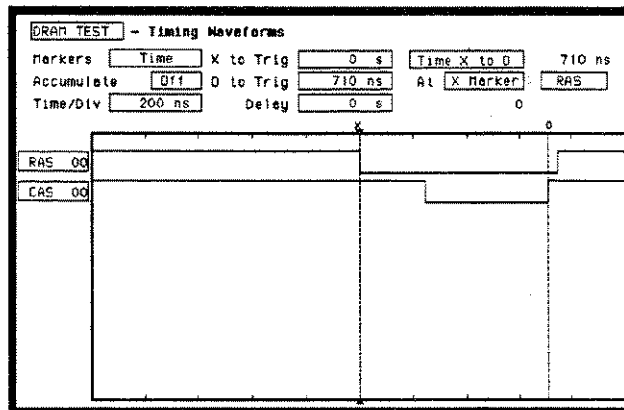 DRAM TEST - Timing Waveforms
Markers Time X to Trig 0 s Time X to O 710 ns
Accumulate Off O to Trig 710 ns At X Marker RAS
Time/Div 200 ns Delay 0 s 0
X O
RAS 00
CAS 00